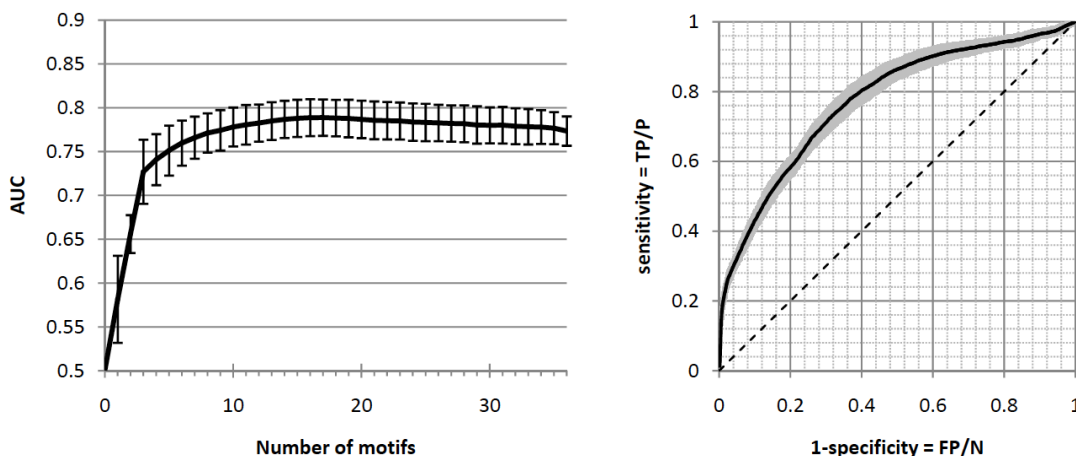 0.9
0.85
0.8
0.75
0.7
0.65
0.6
0.55
0.5
AUC
0 10 20 30
Number of motifs
1
0.8
0.6
0.4
0.2
0
sensitivity = TP/P
0 0.2 0.4 0.6 0.8 1
1-specificity = FP/N